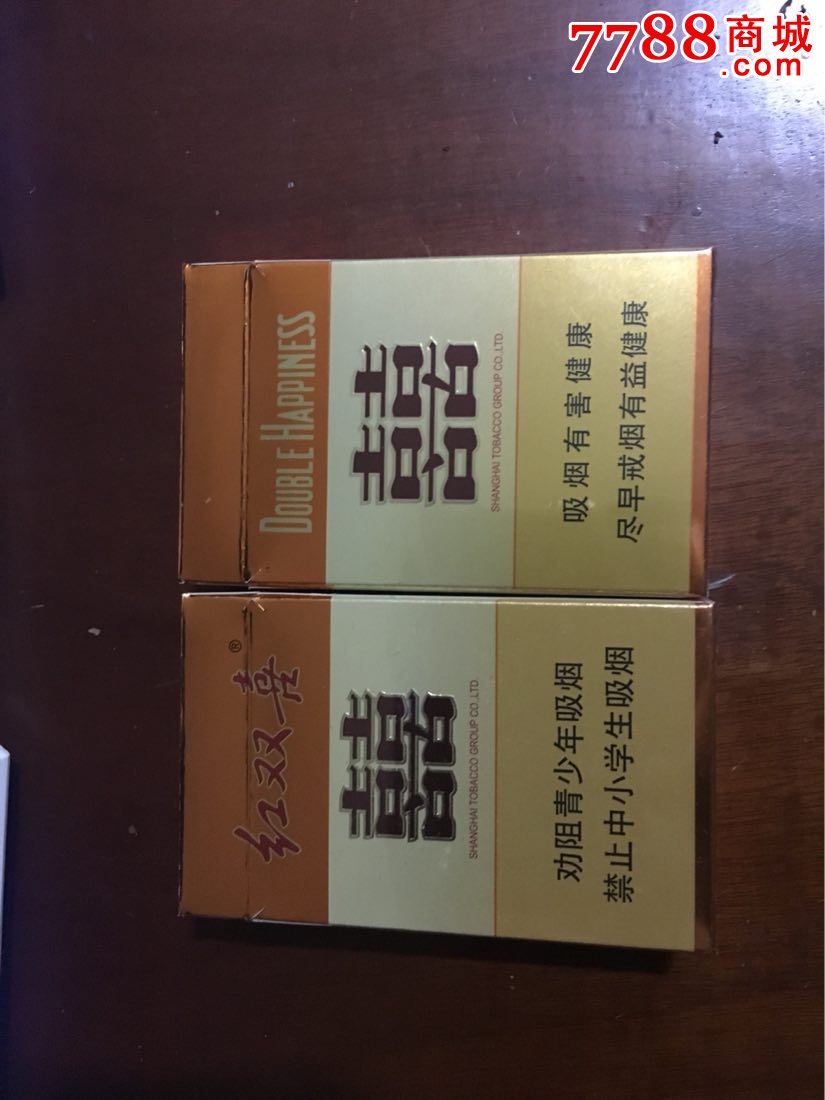 7788商城
.com
DOUBLE HAPPINESS
囍
SHANGHAI TOBACCO GROUP CO.,LTD.
吸烟有害健康
尽早戒烟有益健康
红双喜®
囍
SHANGHAI TOBACCO GROUP CO.,LTD.
劝阻青少年吸烟
禁止中小学生吸烟